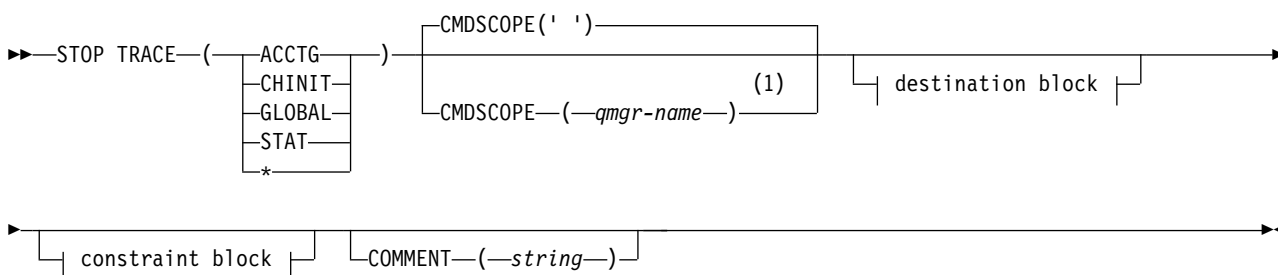 CMDSCOPE(' ')
STOP TRACE ( ACCTG )
CHINIT (1) destination block
GLOBAL CMDSCOPE ( qmgr-name )
STAT
*
constraint block COMMENT ( string )